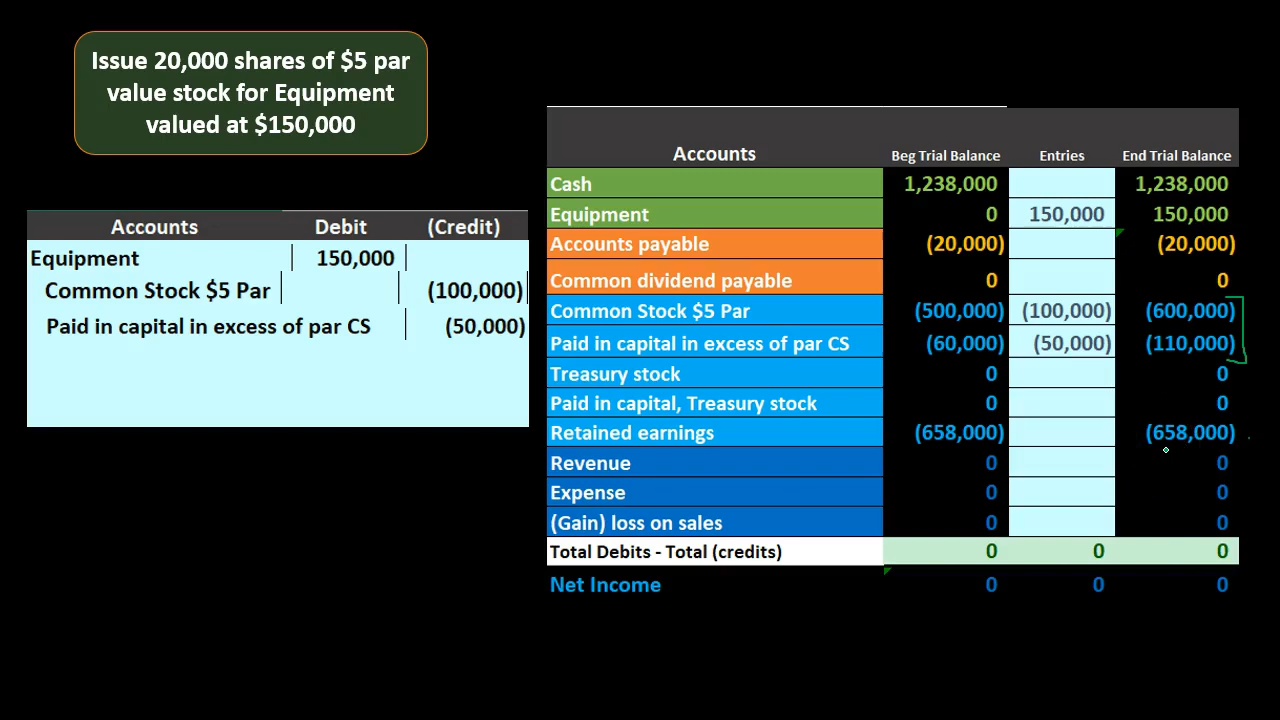 Issue 20,000 shares of $5 par
value stock for Equipment
valued at $150,000
Accounts Debit (Credit)
Equipment 150,000
Common Stock $5 Par (100,000)
Paid in capital in excess of par CS (50,000)
Accounts Beg Trial Balance Entries End Trial Balance
Cash 1,238,000 1,238,000
Equipment 0 150,000 150,000
Accounts payable (20,000) (20,000)
Common dividend payable 0 0
Common Stock $5 Par (500,000) (100,000) (600,000)
Paid in capital in excess of par CS (60,000) (50,000) (110,000)
Treasury stock 0 0
Paid in capital, Treasury stock 0 0
Retained earnings (658,000) (658,000)
Revenue 0 0
Expense 0 0
(Gain) loss on sales 0 0
Total Debits - Total (credits) 0 0 0
Net Income 0 0 0